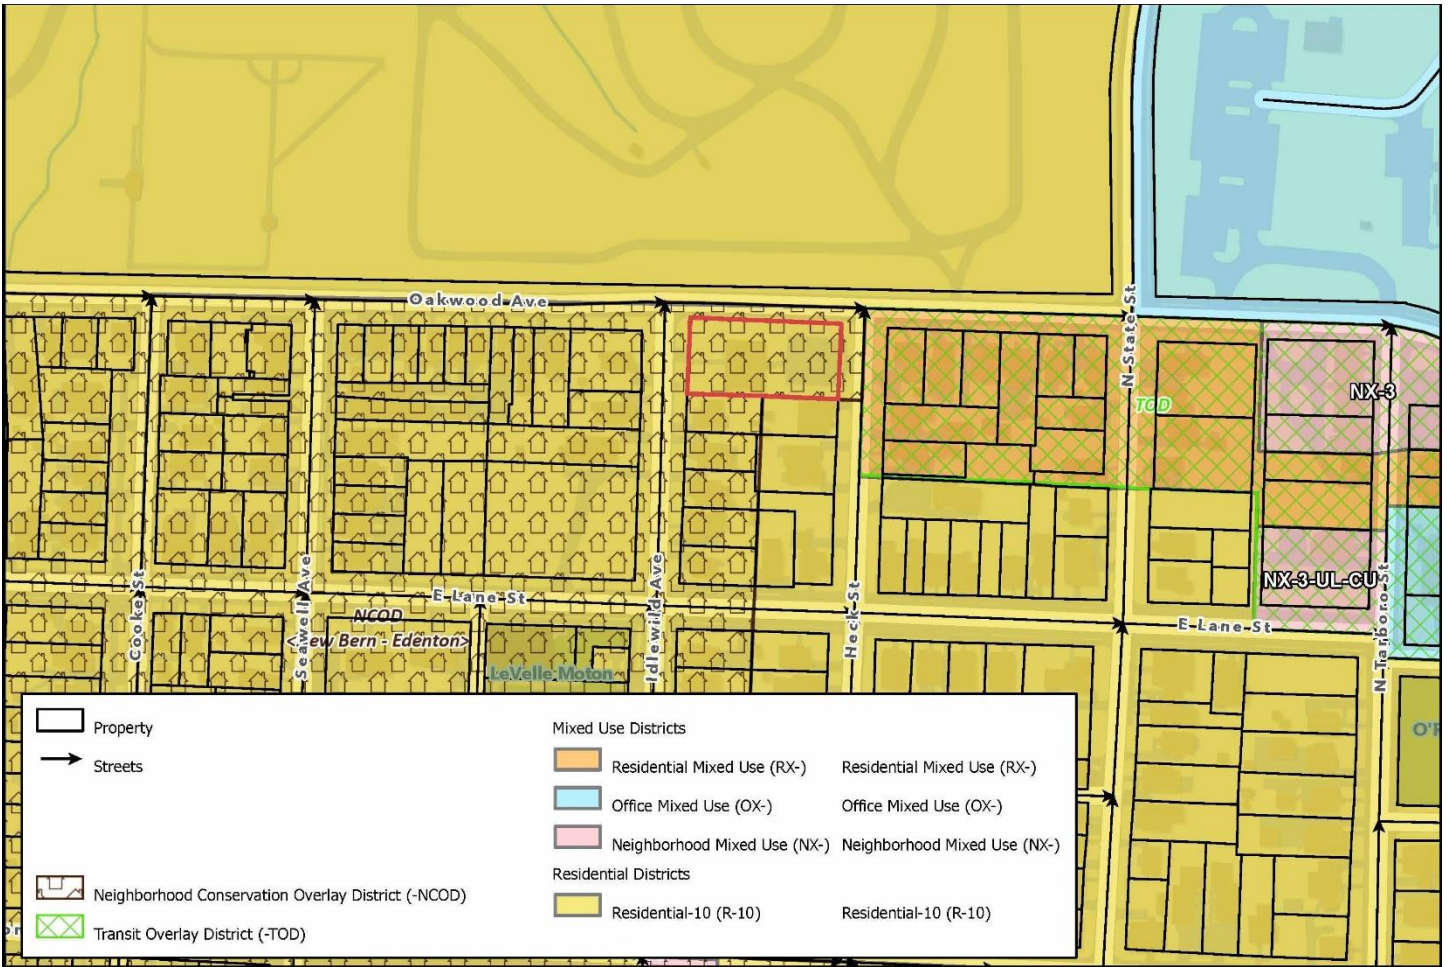 Oakwood Ave
N State St
NX-3
TOD
NX-3-UL-CU
E Lane St
E Lane St
Cooke St
Seawell Ave
Idlewild Ave
Heck St
N Tarboro St
NCOD
<New Bern - Edenton>
LeVelle Moton
Property
Streets
Neighborhood Conservation Overlay District (-NCOD)
Transit Overlay District (-TOD)
Mixed Use Districts
Residential Mixed Use (RX-) Residential Mixed Use (RX-)
Office Mixed Use (OX-) Office Mixed Use (OX-)
Neighborhood Mixed Use (NX-) Neighborhood Mixed Use (NX-)
Residential Districts
Residential-10 (R-10) Residential-10 (R-10)